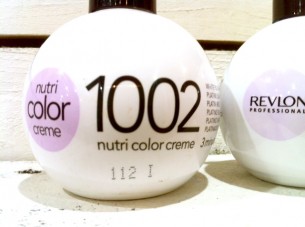 nutri
color
creme
1002
nutri color creme
112 I
REVLON
PROFESSIONAL